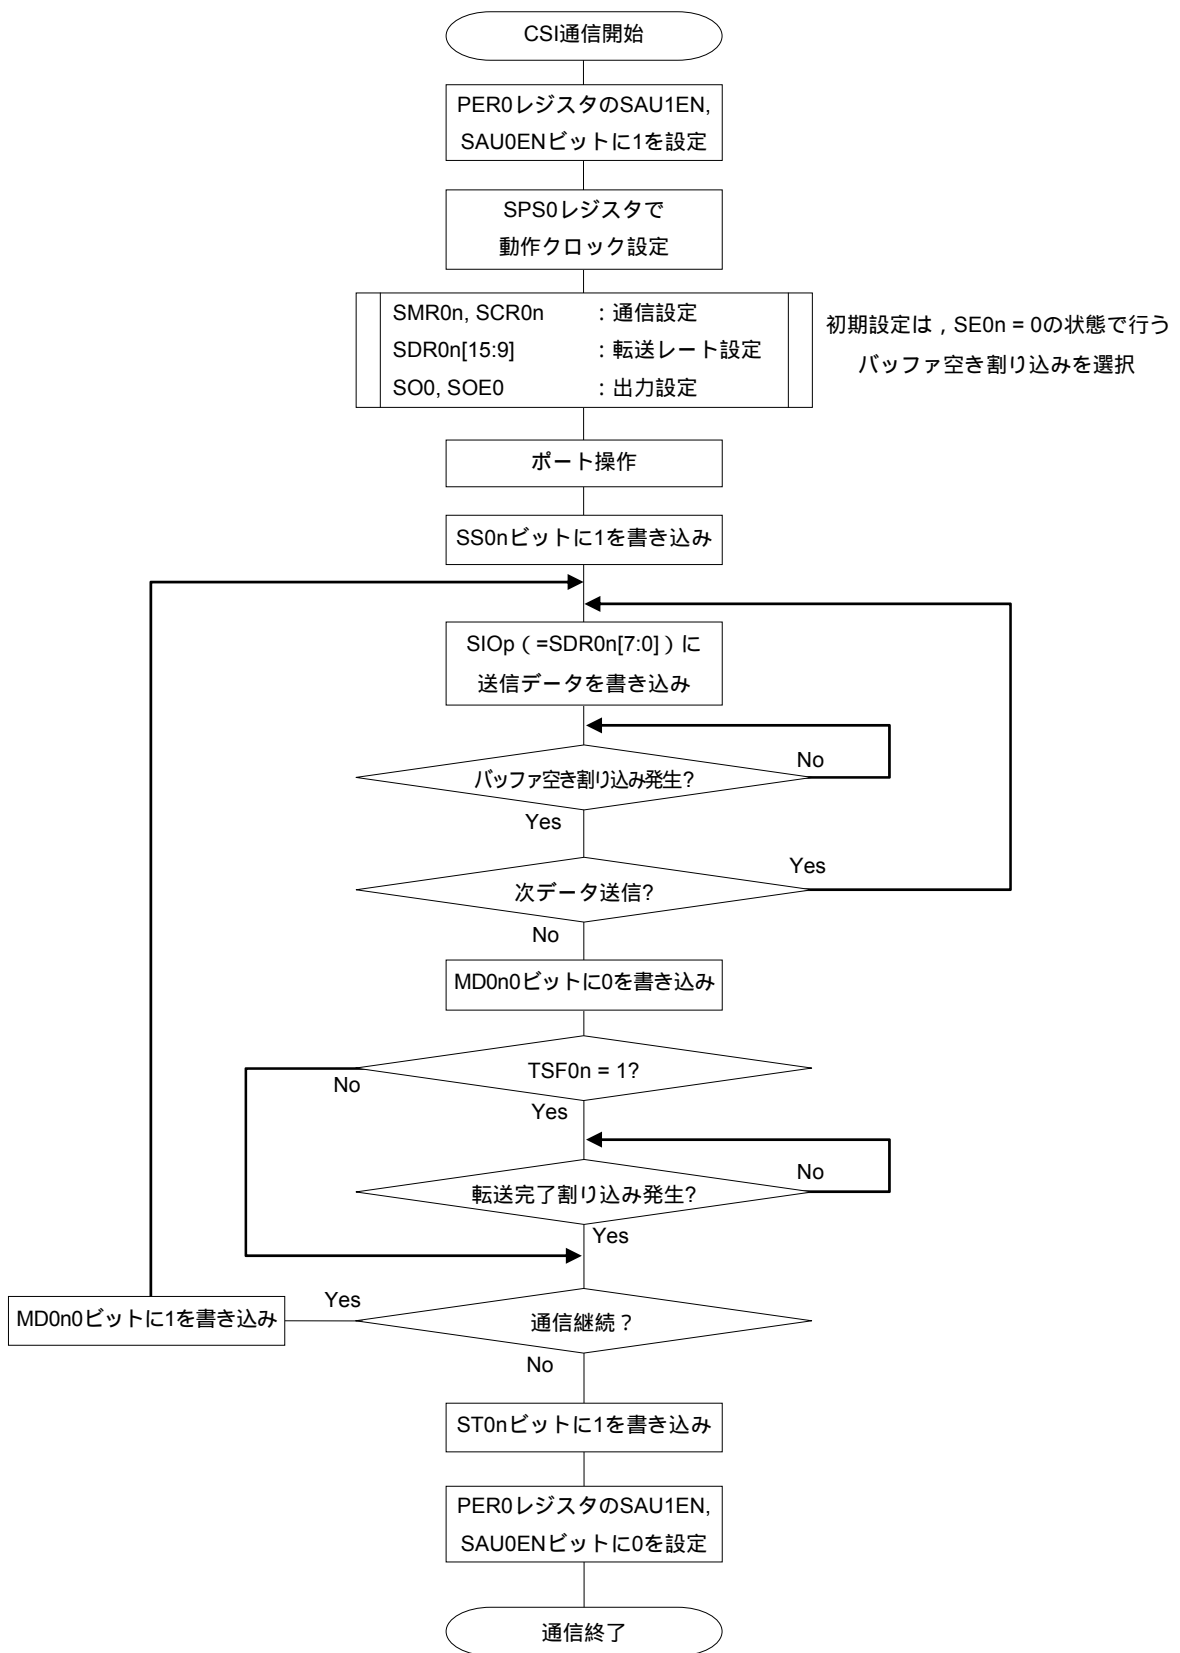 CSI通信開始
PER0レジスタのSAU1EN,
SAU0ENビットに1を設定
SPS0レジスタで
動作クロック設定
SMR0n, SCR0n :通信設定
SDR0n[15:9] :転送レート設定
SO0, SOE0 :出力設定
初期設定は,SE0n = 0の状態で行う
バッファ空き割り込みを選択
ポート操作
SS0nビットに1を書き込み
SIOp(=SDR0n[7:0])に
送信データを書き込み
No
バッファ空き割り込み発生?
Yes
Yes
次データ送信?
No
MD0n0ビットに0を書き込み
TSF0n = 1?
No
Yes
No
転送完了割り込み発生?
Yes
MD0n0ビットに1を書き込み
Yes
通信継続?
No
ST0nビットに1を書き込み
PER0レジスタのSAU1EN,
SAU0ENビットに0を設定
通信終了